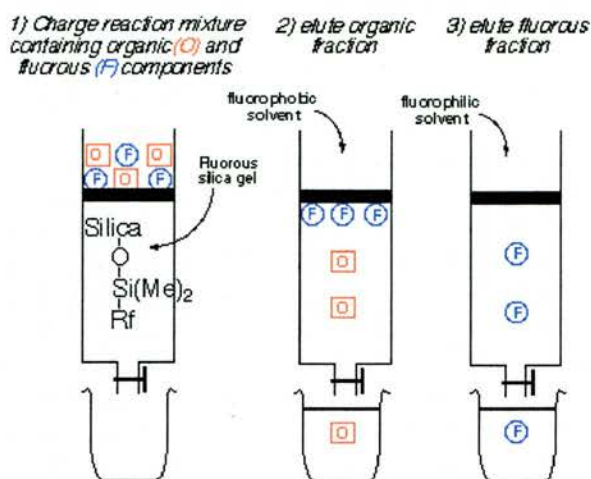 1) Charge reaction mixture
containing organic(O) and
fluorous (F) components
2) elute organic
fraction
3) elute fluorous
fraction
fluorophobic
solvent
fluorophilic
solvent
O F O
F O F
Fluorous
silica gel
Silica
O
Si(Me)2
Rf
F F F
O
O
O
F
F
F